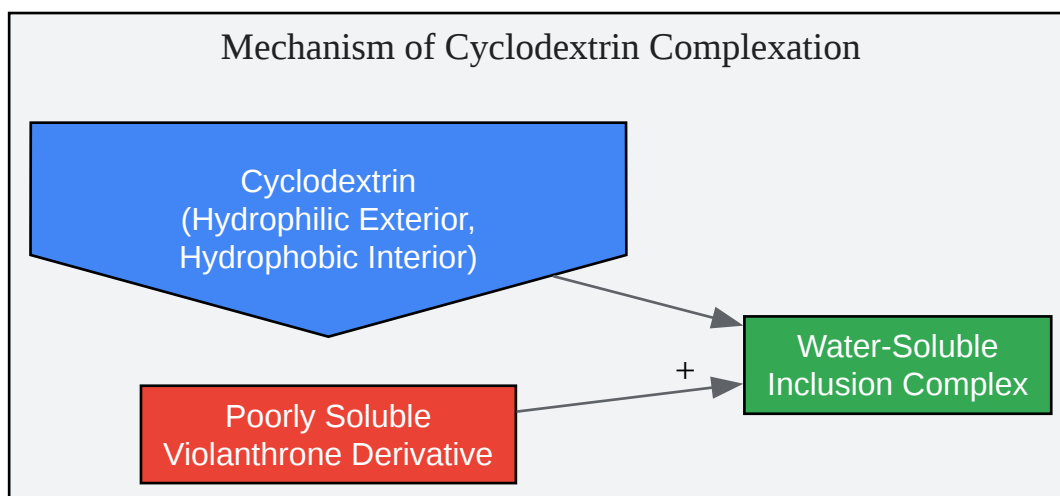 Mechanism of Cyclodextrin Complexation
Cyclodextrin
(Hydrophilic Exterior,
Hydrophobic Interior)
Water-Soluble
Inclusion Complex
+
Poorly Soluble
Violanthrone Derivative